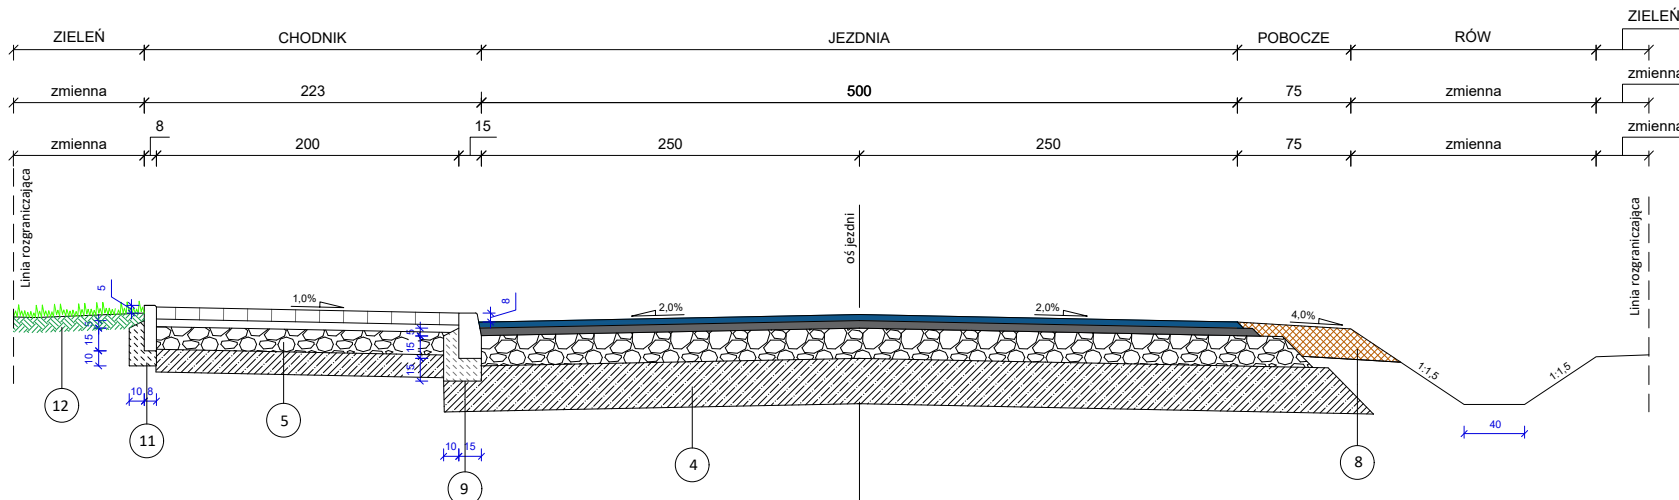 ZIELEŃ CHODNIK JEZDNIA POBOCZE RÓW ZIELEŃ
zmienna 223 500 75 zmienna zmienna
zmienna 8 200 15 250 250 75 zmienna zmienna
Linia rozgraniczająca
oś jezdni
Linia rozgraniczająca
5 1,0% 8 2,0% 2,0% 4,0%
5 15 10
5 15 15
1:1,5 1:1,5
10 8
10 15
40
12 11 5 9 4 8